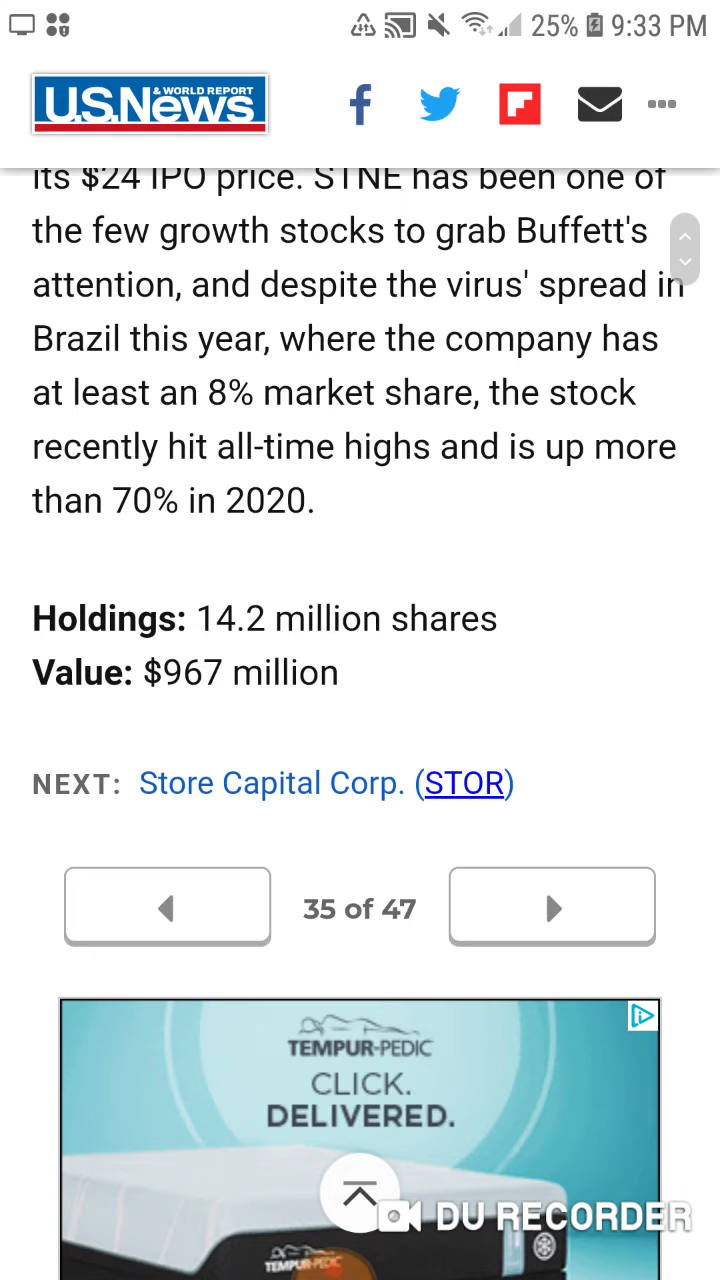 25% 9:33 PM
U.S.News
& WORLD REPORT
its $24 IPO price. STNE has been one of
the few growth stocks to grab Buffett's
attention, and despite the virus' spread in
Brazil this year, where the company has
at least an 8% market share, the stock
recently hit all-time highs and is up more
than 70% in 2020.
Holdings: 14.2 million shares
Value: $967 million
NEXT: Store Capital Corp. (STOR)
35 of 47
TEMPUR-PEDIC
CLICK.
DELIVERED.
DU RECORDER
TEMPUR-PEDIC